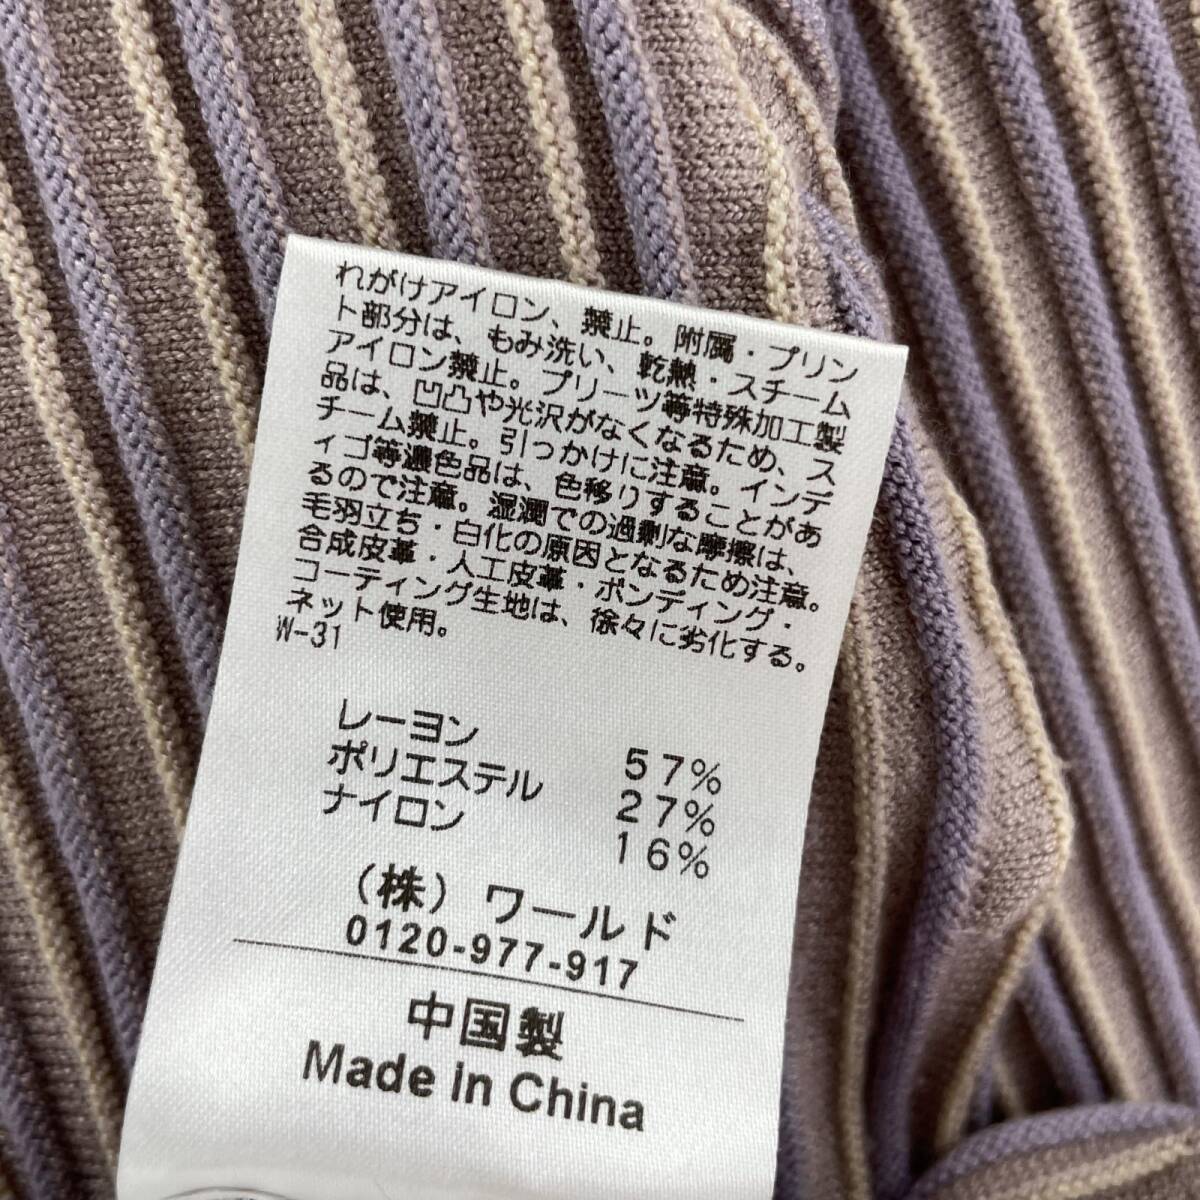 れがけアイロン、禁止。附属・プリン
ト部分は、もみ洗い、乾熱・スチーム
アイロン禁止。プリーツ等特殊加工製
品は、凹凸や光沢がなくなるため、ス
チーム禁止。引っかけに注意。インデ
ィゴ等濃色品は、色移りすることがあ
るので注意。湿潤での過剰な摩擦は、
毛羽立ち・白化の原因となるため注意。
合成皮革・人工皮革・ボンディング・
コーティング生地は、徐々に劣化する。
ネット使用。
W-31
レーヨン 57%
ポリエステル 27%
ナイロン 16%
(株) ワールド
0120-977-917
中国製
Made in China